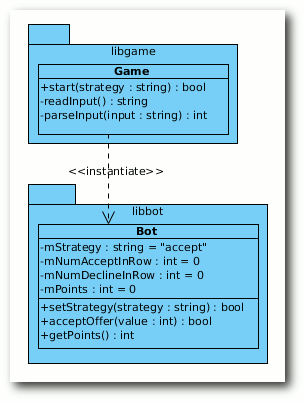 libgame
Game
+start(strategy : string) : bool
-readInput() : string
-parseInput(input : string) : int
<<instantiate>>
libbot
Bot
-mStrategy : string = "accept"
-mNumAcceptInRow : int = 0
-mNumDeclineInRow : int = 0
-mPoints : int = 0
+setStrategy(strategy : string) : bool
+acceptOffer(value : int) : bool
+getPoints() : int